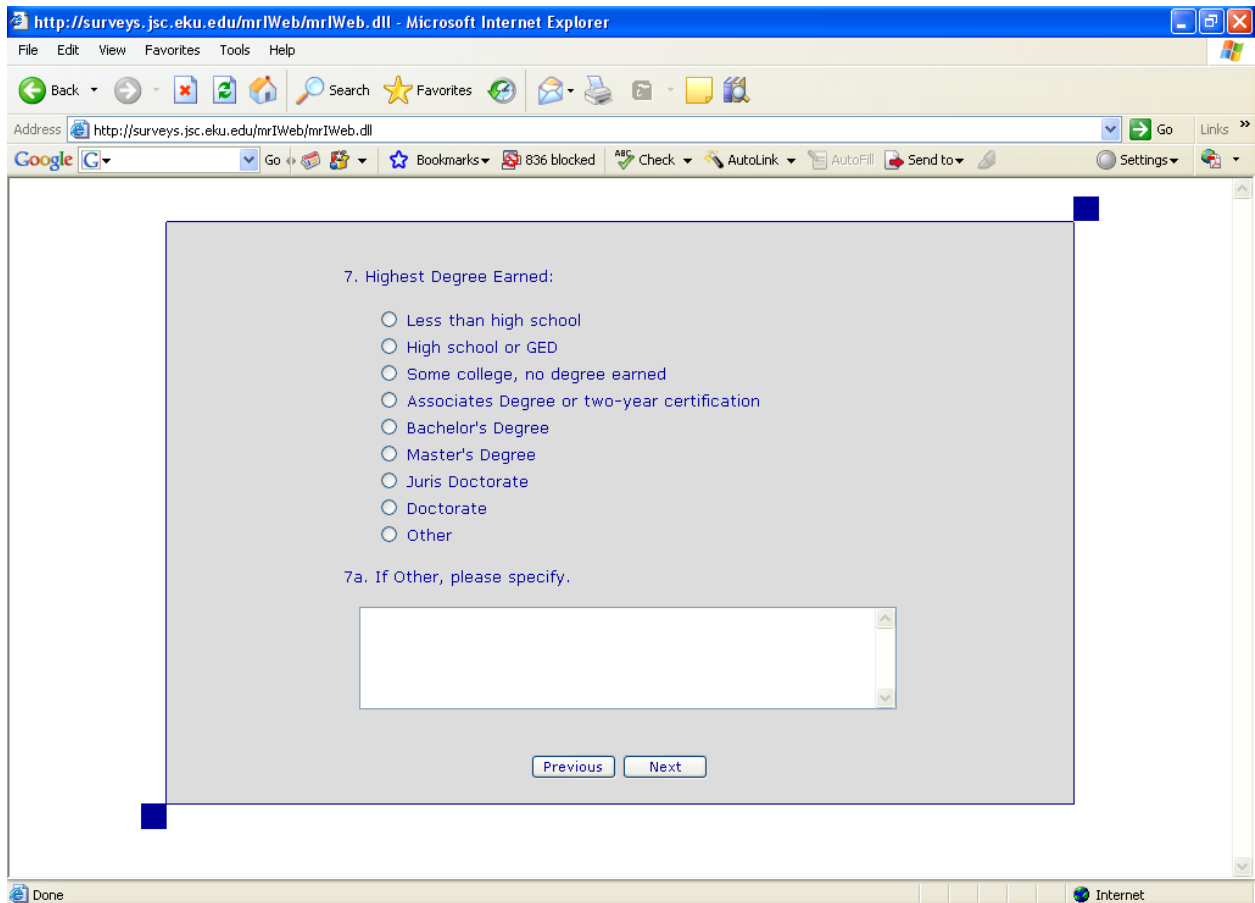 http://surveys.jsc.eku.edu/mrIWeb/mrIWeb.dll - Microsoft Internet Explorer
File Edit View Favorites Tools Help
Back Search Favorites
Address http://surveys.jsc.eku.edu/mrIWeb/mrIWeb.dll Go Links »
Google G Go Bookmarks 836 blocked ABC Check AutoLink AutoFill Send to Settings
7. Highest Degree Earned:
Less than high school
High school or GED
Some college, no degree earned
Associates Degree or two-year certification
Bachelor's Degree
Master's Degree
Juris Doctorate
Doctorate
Other
7a. If Other, please specify.
Previous Next
Done Internet